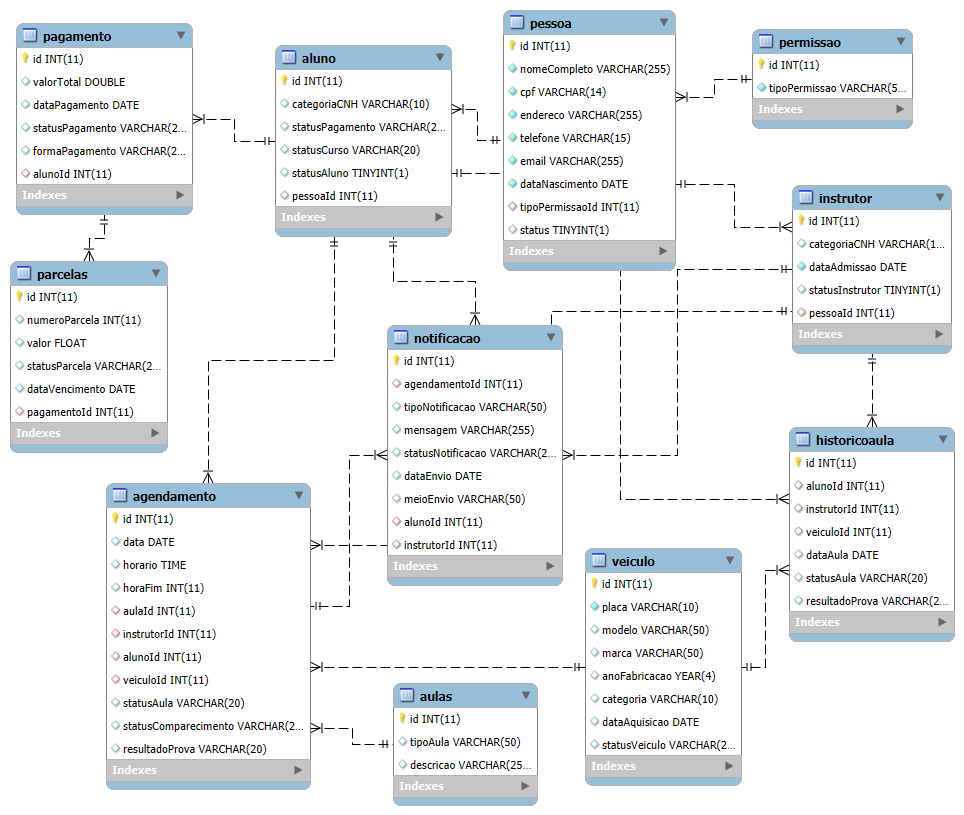 pagamento
id INT(11)
valorTotal DOUBLE
dataPagamento DATE
statusPagamento VARCHAR(2...
formaPagamento VARCHAR(2...
alunoId INT(11)
Indexes
aluno
id INT(11)
categoriaCNH VARCHAR(10)
statusPagamento VARCHAR(2...
statusCurso VARCHAR(20)
statusAluno TINYINT(1)
pessoaId INT(11)
Indexes
pessoa
id INT(11)
nomeCompleto VARCHAR(255)
cpf VARCHAR(14)
endereco VARCHAR(255)
telefone VARCHAR(15)
email VARCHAR(255)
dataNascimento DATE
tipoPermissaoId INT(11)
status TINYINT(1)
Indexes
permissao
id INT(11)
tipoPermissao VARCHAR(5...
Indexes
instrutor
id INT(11)
categoriaCNH VARCHAR(1...
dataAdmissao DATE
statusInstrutor TINYINT(1)
pessoaId INT(11)
Indexes
parcelas
id INT(11)
numeroParcela INT(11)
valor FLOAT
statusParcela VARCHAR(2...
dataVencimento DATE
pagamentoId INT(11)
Indexes
notificacao
id INT(11)
agendamentoId INT(11)
tipoNotificacao VARCHAR(50)
mensagem VARCHAR(255)
statusNotificacao VARCHAR(2...
dataEnvio DATE
meioEnvio VARCHAR(50)
alunoId INT(11)
instrutorId INT(11)
Indexes
historicoaula
id INT(11)
alunoId INT(11)
instrutorId INT(11)
veiculoId INT(11)
dataAula DATE
statusAula VARCHAR(20)
resultadoProva VARCHAR(2...
Indexes
agendamento
id INT(11)
data DATE
horario TIME
horaFim INT(11)
aulaId INT(11)
instrutorId INT(11)
alunoId INT(11)
veiculoId INT(11)
statusAula VARCHAR(20)
statusComparecimento VARCHAR(2...
resultadoProva VARCHAR(20)
Indexes
veiculo
id INT(11)
placa VARCHAR(10)
modelo VARCHAR(50)
marca VARCHAR(50)
anoFabricacao YEAR(4)
categoria VARCHAR(10)
dataAquisicao DATE
statusVeiculo VARCHAR(2...
Indexes
aulas
id INT(11)
tipoAula VARCHAR(50)
descricao VARCHAR(25...
Indexes